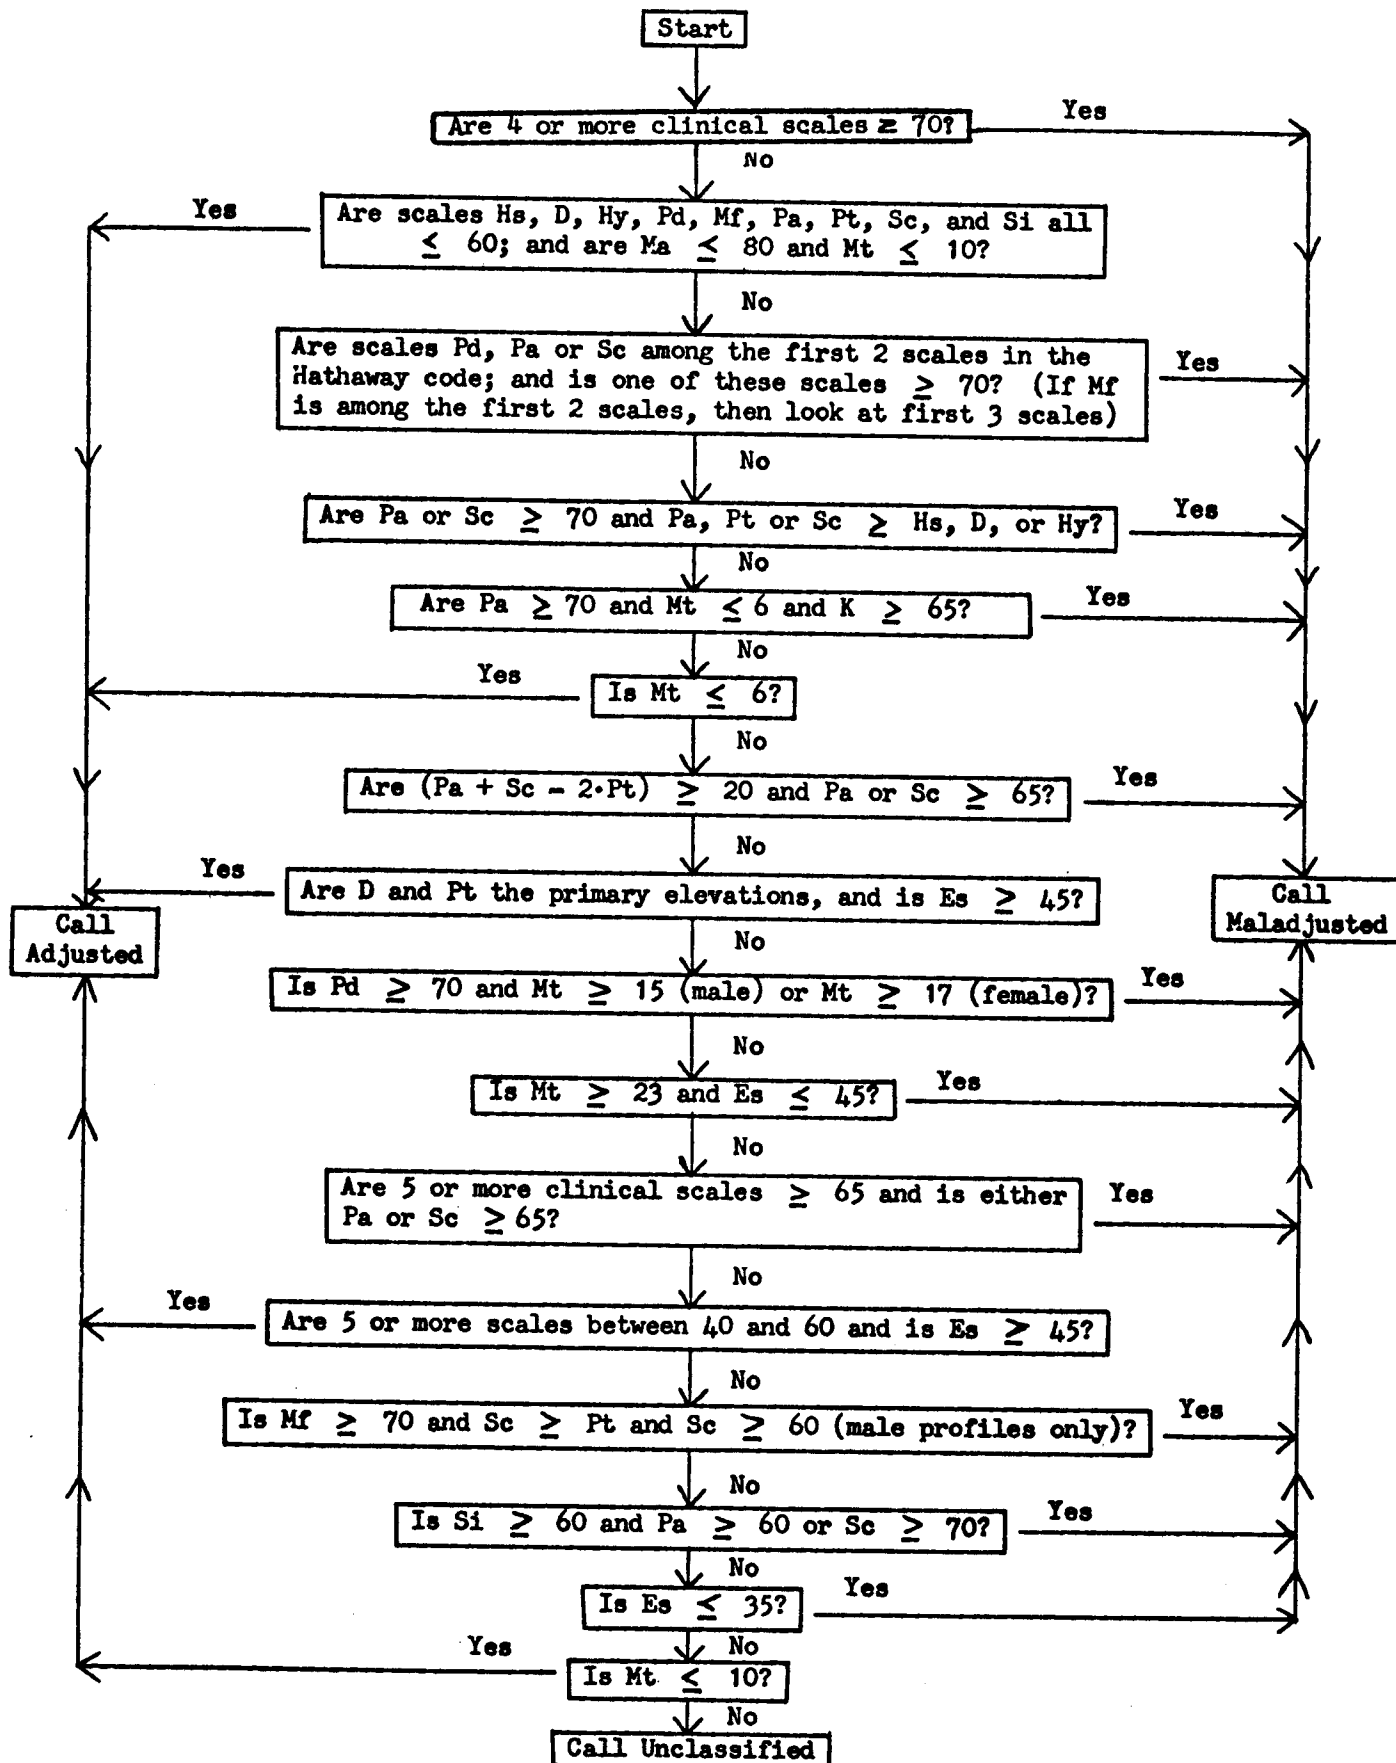 Start
Are 4 or more clinical scales ≥ 70?
Yes
No
Yes
Are scales Hs, D, Hy, Pd, Mf, Pa, Pt, Sc, and Si all
≤ 60; and are Ma ≤ 80 and Mt ≤ 10?
No
Are scales Pd, Pa or Sc among the first 2 scales in the
Hathaway code; and is one of these scales ≥ 70? (If Mf
is among the first 2 scales, then look at first 3 scales)
Yes
No
Are Pa or Sc ≥ 70 and Pa, Pt or Sc ≥ Hs, D, or Hy?
Yes
No
Are Pa ≥ 70 and Mt ≤ 6 and K ≥ 65?
Yes
No
Yes
Is Mt ≤ 6?
No
Are (Pa + Sc - 2·Pt) ≥ 20 and Pa or Sc ≥ 65?
Yes
No
Yes
Are D and Pt the primary elevations, and is Es ≥ 45?
Call
Adjusted
Call
Maladjusted
No
Is Pd ≥ 70 and Mt ≥ 15 (male) or Mt ≥ 17 (female)?
Yes
No
Is Mt ≥ 23 and Es ≤ 45?
Yes
No
Are 5 or more clinical scales ≥ 65 and is either
Pa or Sc ≥ 65?
Yes
No
Yes
Are 5 or more scales between 40 and 60 and is Es ≥ 45?
No
Is Mf ≥ 70 and Sc ≥ Pt and Sc ≥ 60 (male profiles only)?
Yes
No
Is Si ≥ 60 and Pa ≥ 60 or Sc ≥ 70?
Yes
No
Is Es ≤ 35?
Yes
No
Yes
Is Mt ≤ 10?
No
Call Unclassified